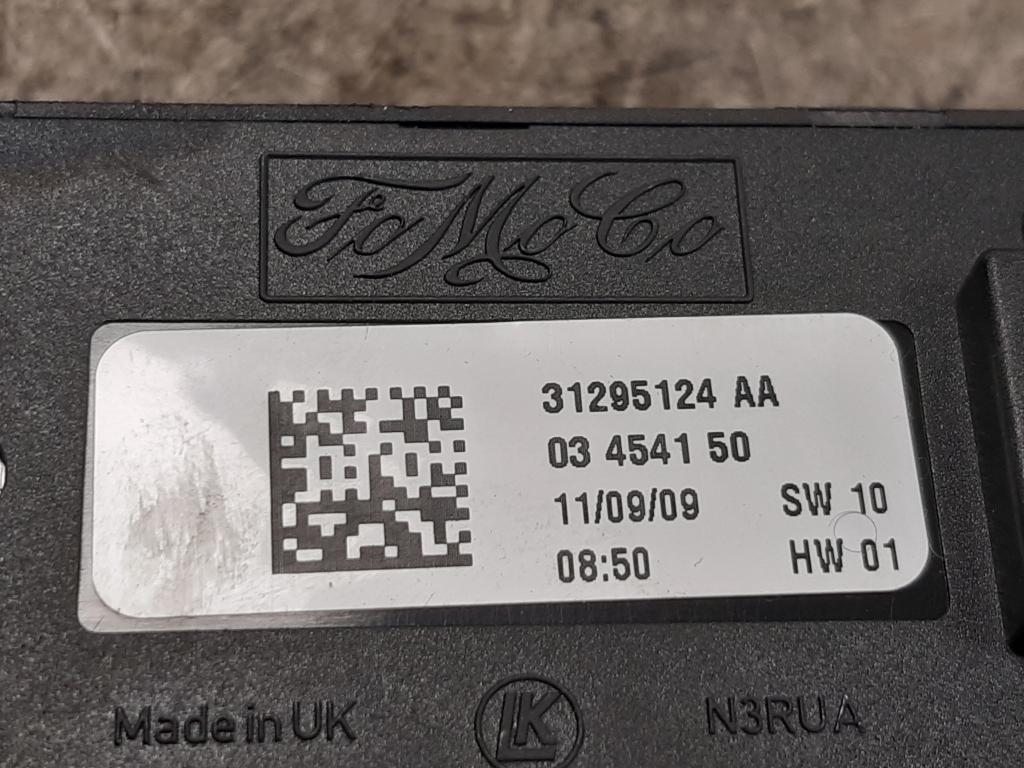 FoMoCo
31295124 AA
03 4541 50
11/09/09 SW 10
08:50 HW 01
Made in UK LK N3RUA